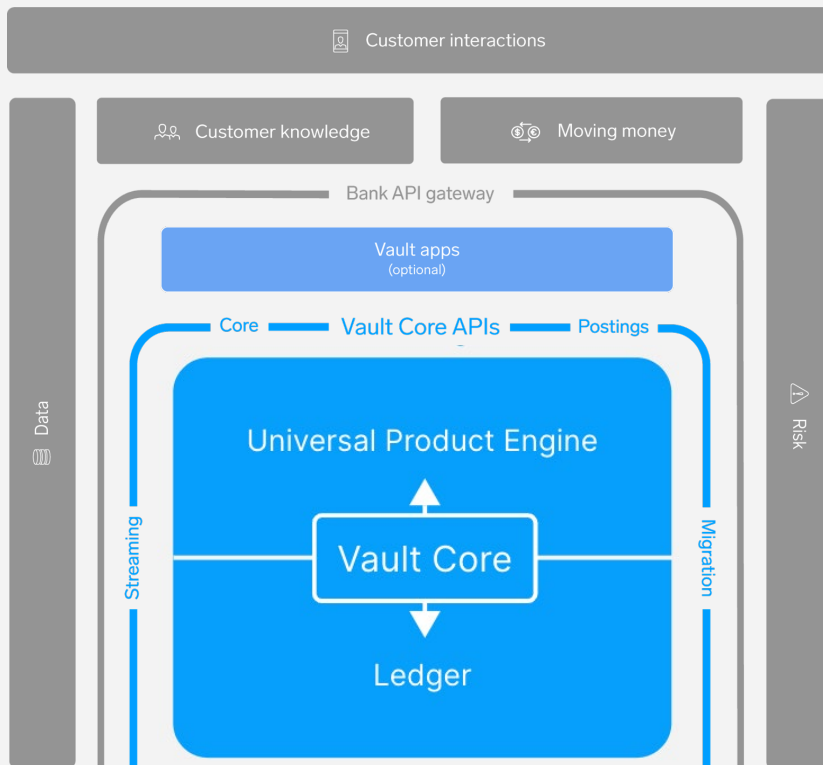 Customer interactions
Customer knowledge
Moving money
Bank API gateway
Vault apps
(optional)
Core
Vault Core APIs
Postings
Data
Risk
Universal Product Engine
Streaming
Vault Core
Migration
Ledger